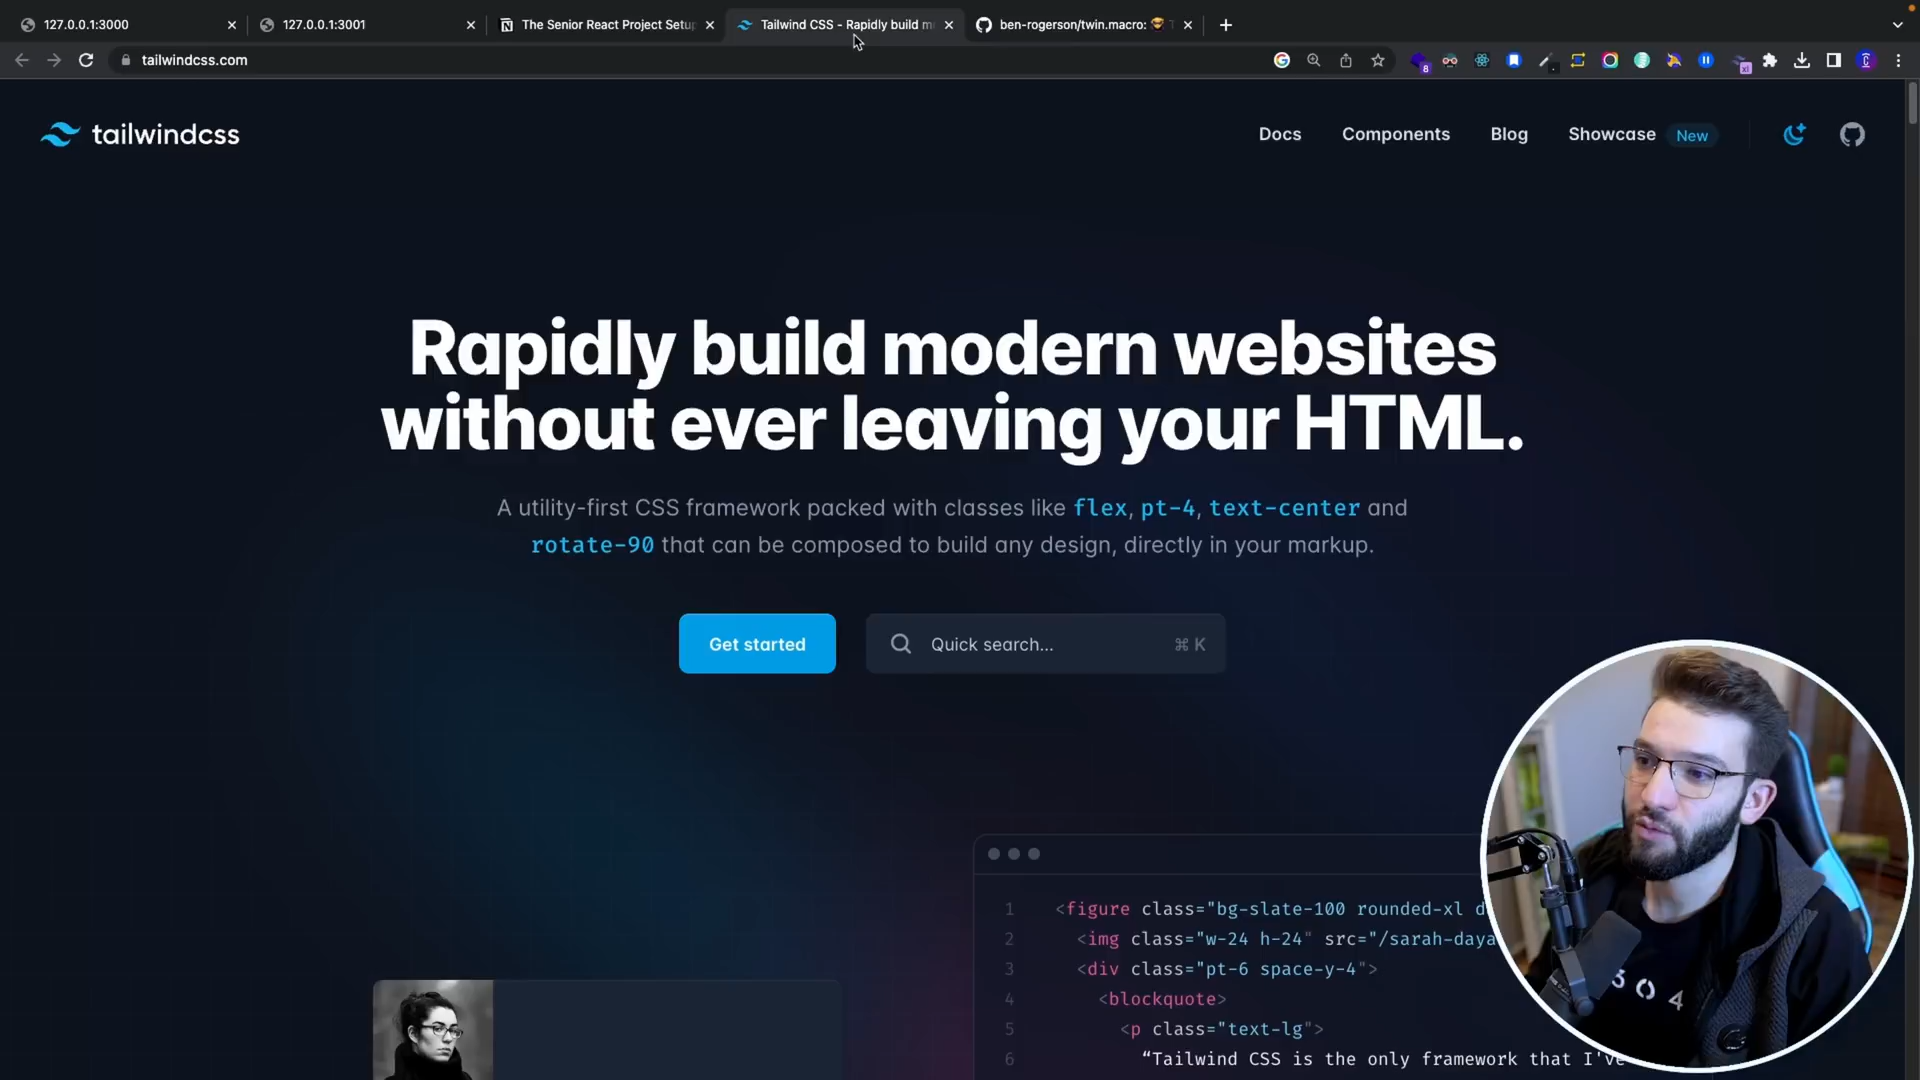 127.0.0.1:3000
127.0.0.1:3001
The Senior React Project Setup
Tailwind CSS - Rapidly build m
ben-rogerson/twin.macro:
tailwindcss.com
8
xl
tailwindcss
Docs
Components
Blog
Showcase
New
Rapidly build modern websites
without ever leaving your HTML.
A utility-first CSS framework packed with classes like flex, pt-4, text-center and
rotate-90 that can be composed to build any design, directly in your markup.
Get started
Quick search...
⌘ K
1 <figure class="bg-slate-100 rounded-xl
2 <img class="w-24 h-24" src="/sarah-daya
3 <div class="pt-6 space-y-4">
4 <blockquote>
5 <p class="text-lg">
6 “Tailwind CSS is the only framework that I've
304